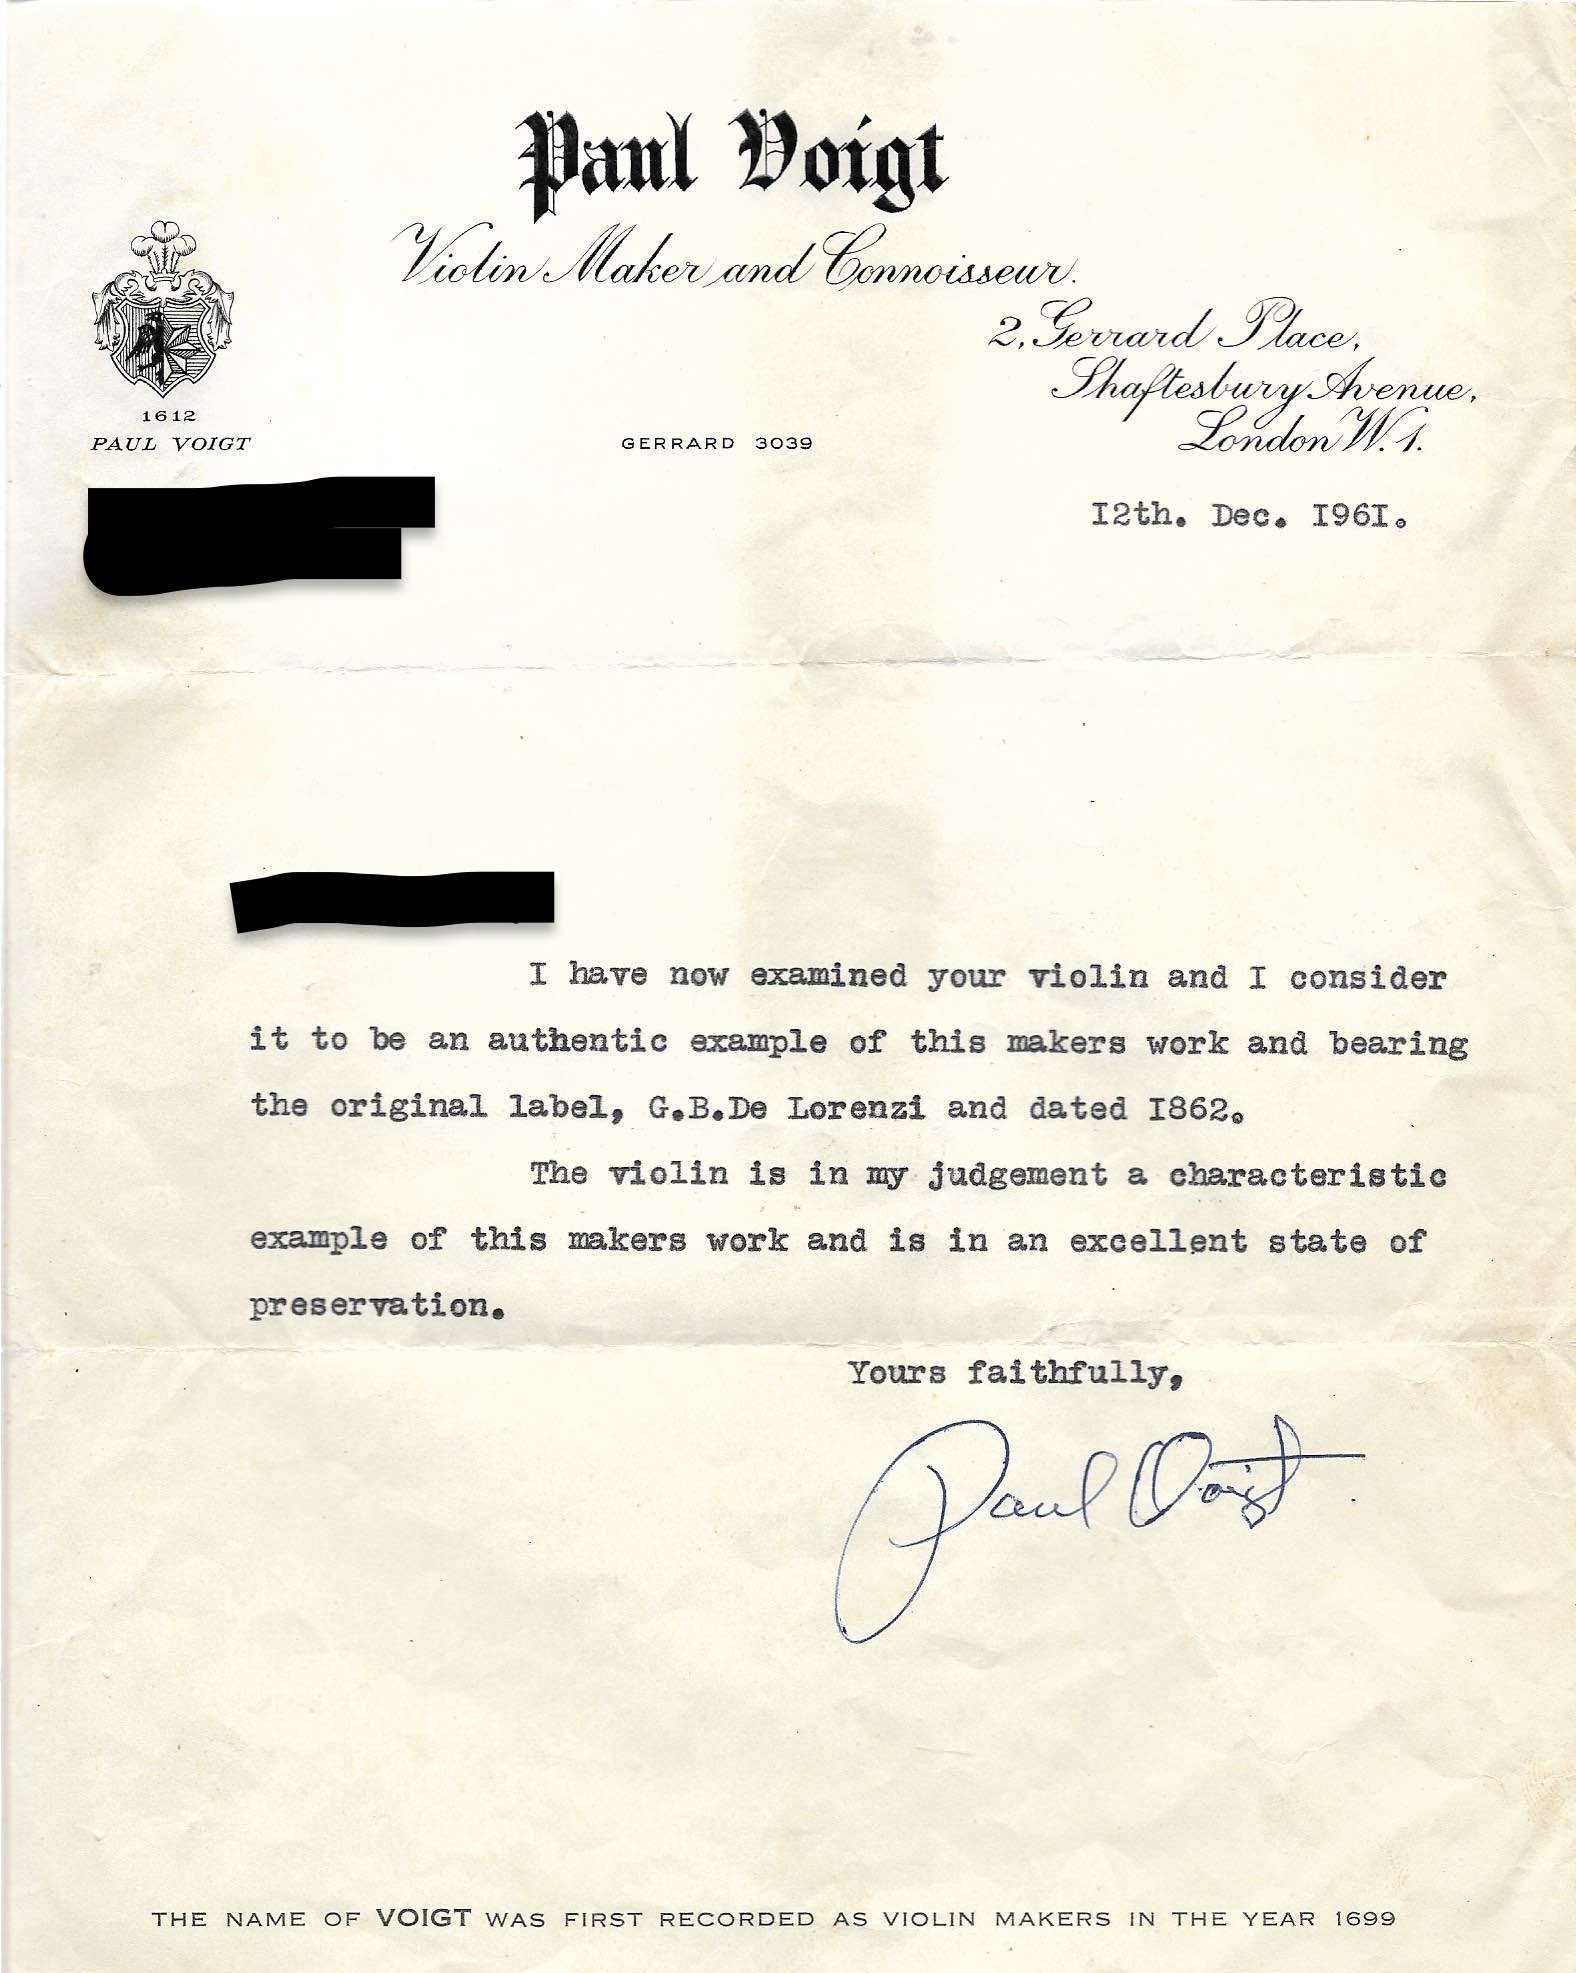 Paul Voigt
Violin Maker and Connoisseur.
2, Gerrard Place,
Shaftesbury Avenue,
London W. 1.
1612
PAUL VOIGT
GERRARD 3039
I2th. Dec. I96I.
I have now examined your violin and I consider
it to be an authentic example of this makers work and bearing
the original label, G.B.De Lorenzi and dated I862.
The violin is in my judgement a characteristic
example of this makers work and is in an excellent state of
preservation.
Yours faithfully,
Paul Voigt
THE NAME OF VOIGT WAS FIRST RECORDED AS VIOLIN MAKERS IN THE YEAR 1699